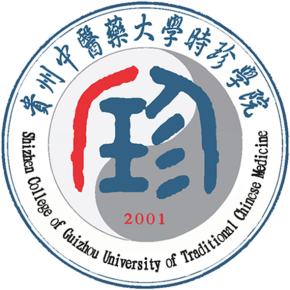 貴州中醫藥大學時珍學院
珍
2001
Shizhen College of Guizhou University of Traditional Chinese Medicine